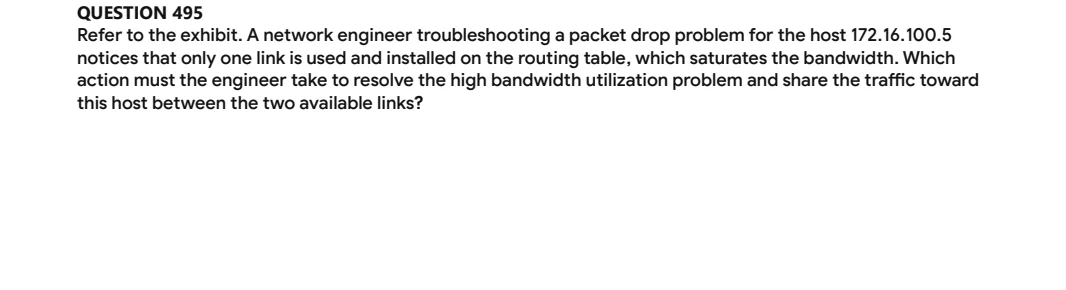 QUESTION 495
Refer to the exhibit. A network engineer troubleshooting a packet drop problem for the host 172.16.100.5
notices that only one link is used and installed on the routing table, which saturates the bandwidth. Which
action must the engineer take to resolve the high bandwidth utilization problem and share the traffic toward
this host between the two available links?